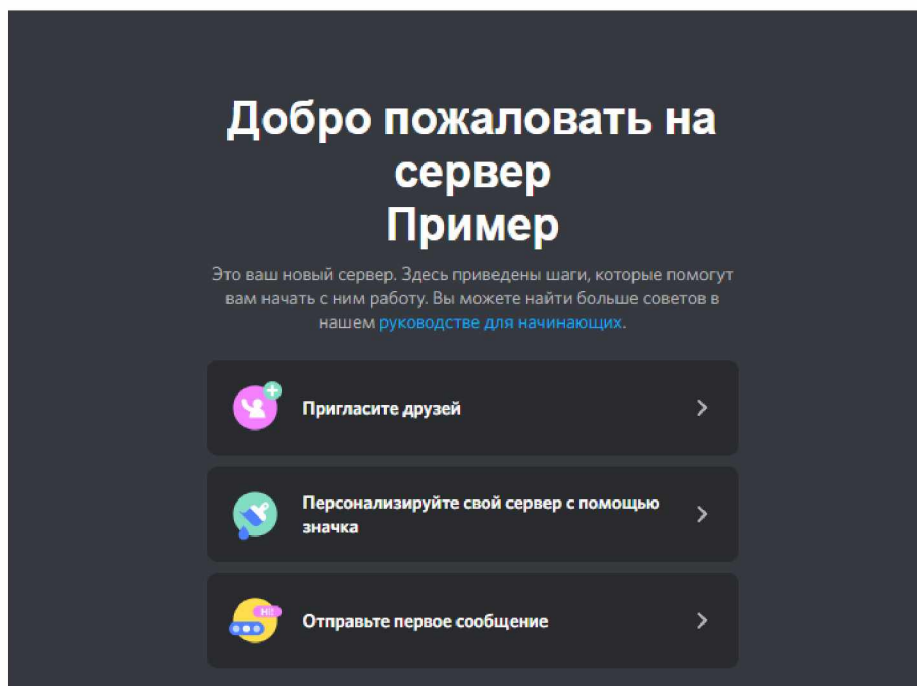 Добро пожаловать на
сервер
Пример
Это ваш новый сервер. Здесь приведены шаги, которые помогут
вам начать с ним работу. Вы можете найти больше советов в
нашем руководстве для начинающих.
Пригласите друзей
Персонализируйте свой сервер с помощью
значка
HI!
Отправьте первое сообщение